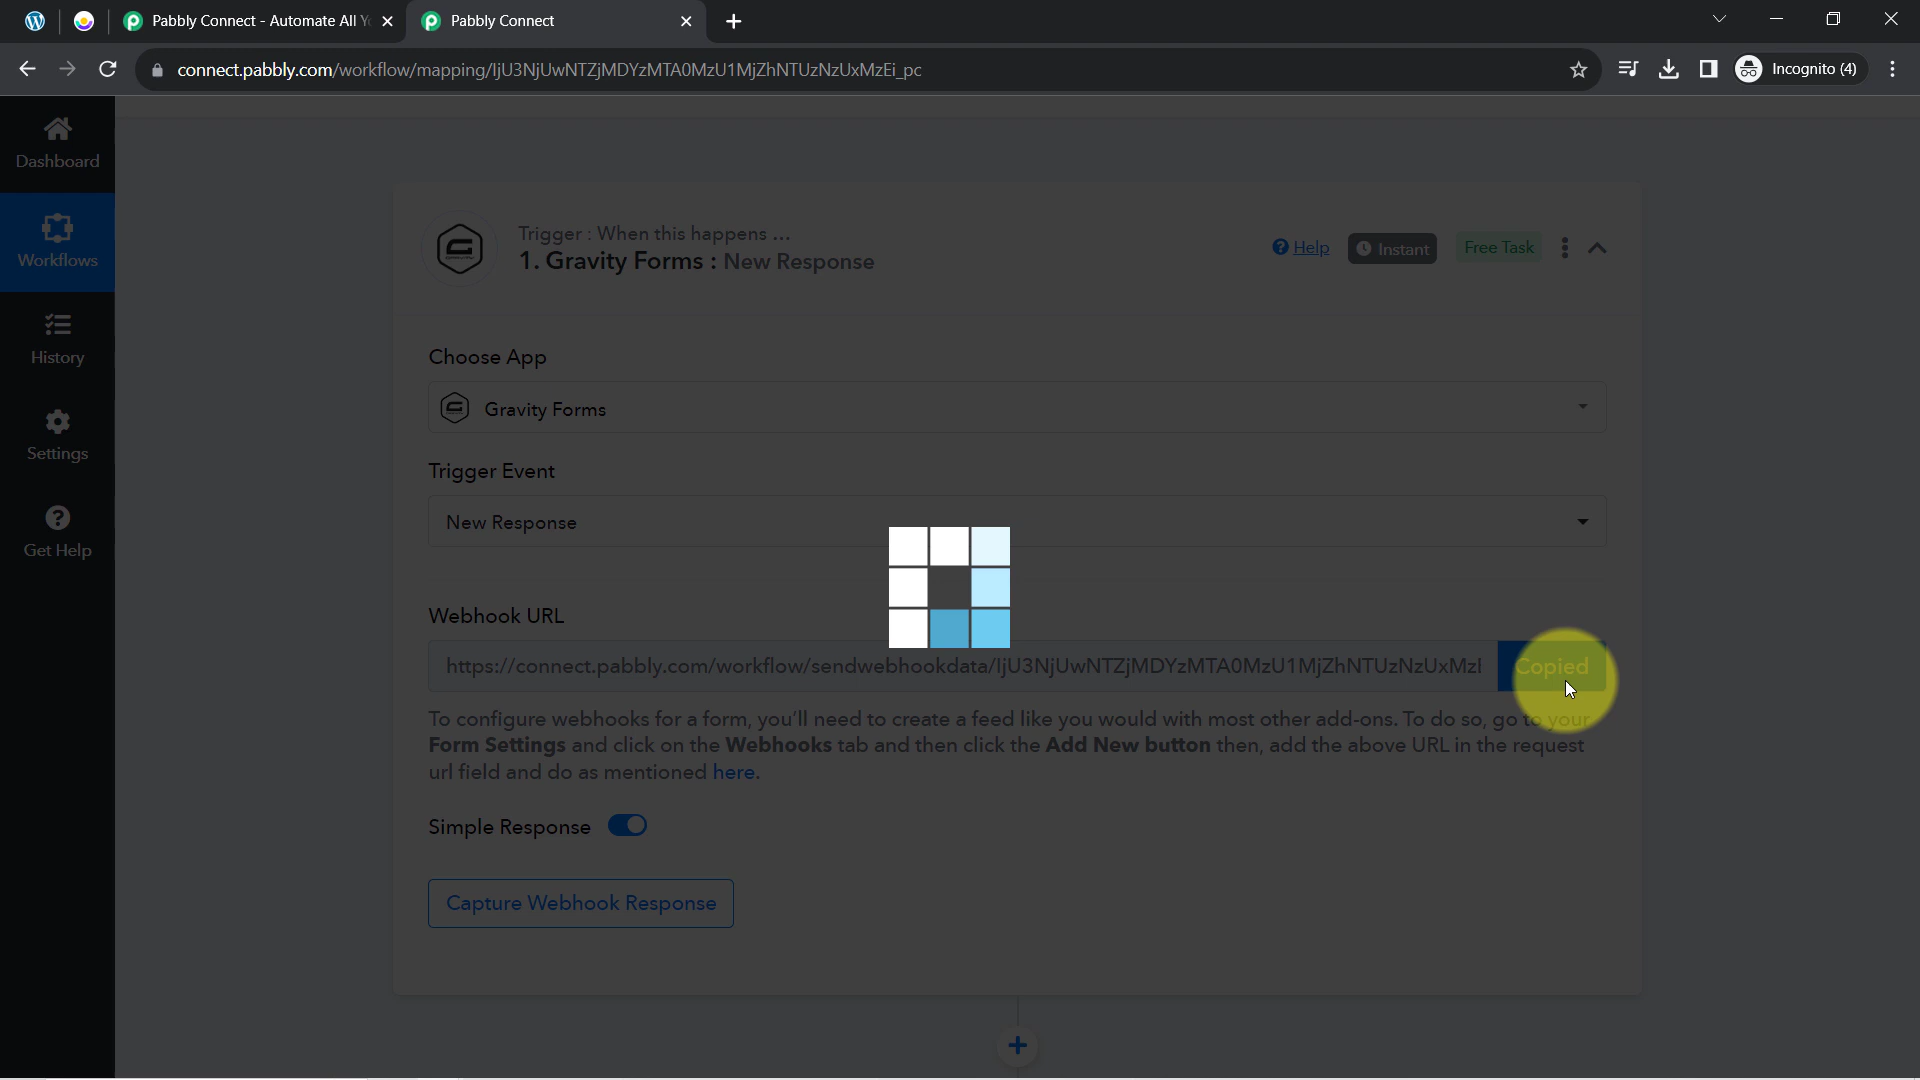 Pabbly Connect - Automate All Y
Pabbly Connect
connect.pabbly.com/workflow/mapping/IjU3NjUwNTZjMDYzMTA0MzU1MjZhNTUzNzUxMzEi_pc
Incognito (4)
Dashboard
Workflows
History
Settings
Get Help
Trigger : When this happens ...
1. Gravity Forms : New Response
Help
Instant
Free Task
Choose App
Gravity Forms
Trigger Event
New Response
Webhook URL
https://connect.pabbly.com/workflow/sendwebhookdata/IjU3NjUwNTZjMDYzMTA0MzU1MjZhNTUzNzUxMzE
Copied
To configure webhooks for a form, you'll need to create a feed like you would with most other add-ons. To do so, go to your
Form Settings and click on the Webhooks tab and then click the Add New button then, add the above URL in the request
url field and do as mentioned here.
Simple Response
Capture Webhook Response